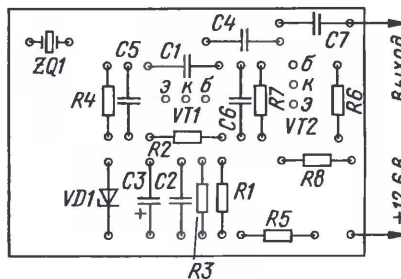 C4
C7
ZQ1
C5
C1
б
к
э
R4
э к б
VT1
C6
R7
VT2
R6
Выход
R2
R8
VD1
C3
C2
+
R1
R3
R5
+12,6 В